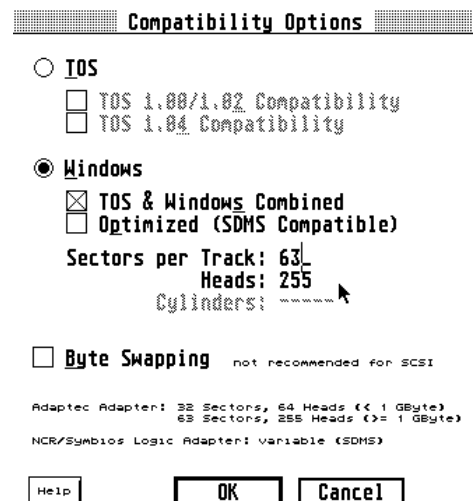 Compatibility Options
TOS
TOS 1.00/1.02 Compatibility
TOS 1.04 Compatibility
Windows
TOS & Windows Combined
Optimized (SDMS Compatible)
Sectors per Track: 63_
Heads: 255
Cylinders: -----
Byte Swapping not recommended for SCSI
Adaptec Adapter: 32 Sectors, 64 Heads (< 1 GByte)
63 Sectors, 255 Heads (>= 1 GByte)
NCR/Symbios Logic Adapter: variable (SDMS)
Help OK Cancel